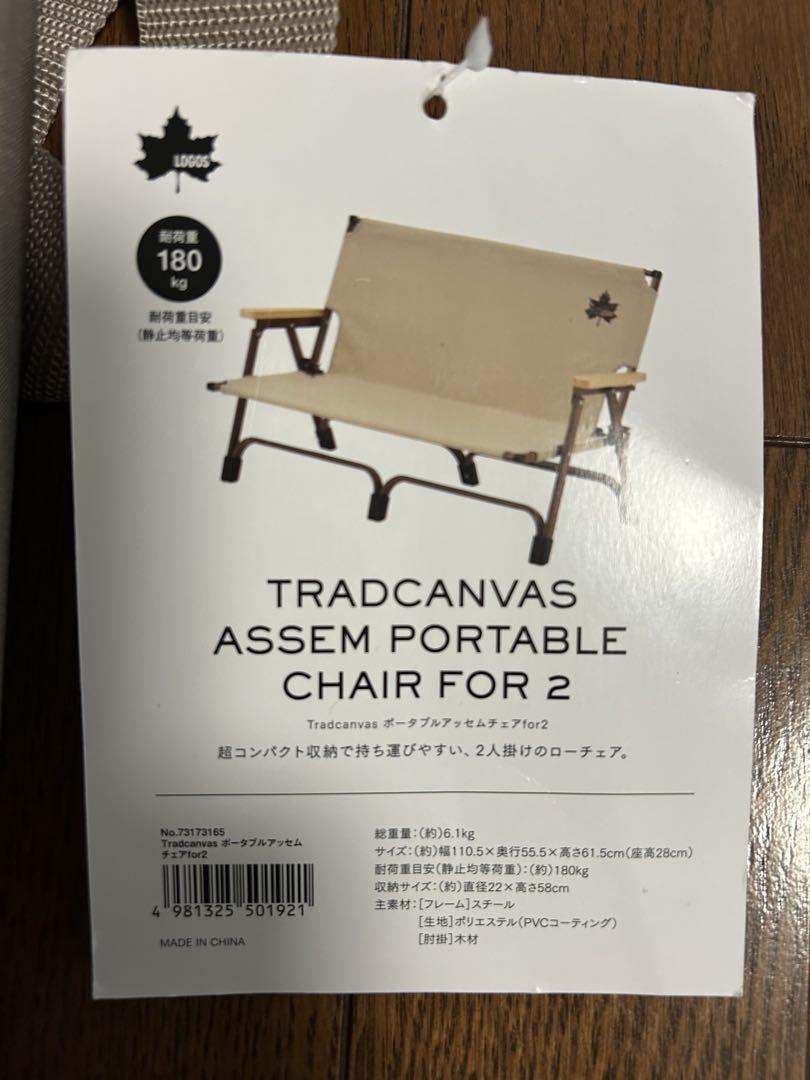 LOGOS
耐荷重
180
kg
耐荷重目安
(静止均等荷重)
TRADCANVAS
ASSEM PORTABLE
CHAIR FOR 2
Tradcanvas ポータブルアッセムチェアfor2
超コンパクト収納で持ち運びやすい、2人掛けのローチェア。
No.73173165
Tradcanvas ポータブルアッセム
チェアfor2
4 981325 501921
MADE IN CHINA
総重量:(約)6.1kg
サイズ:(約)幅110.5×奥行55.5×高さ61.5cm(座高28cm)
耐荷重目安(静止均等荷重):(約)180kg
収納サイズ:(約)直径22×高さ58cm
主素材:[フレーム]スチール
[生地]ポリエステル(PVCコーティング)
[肘掛]木材